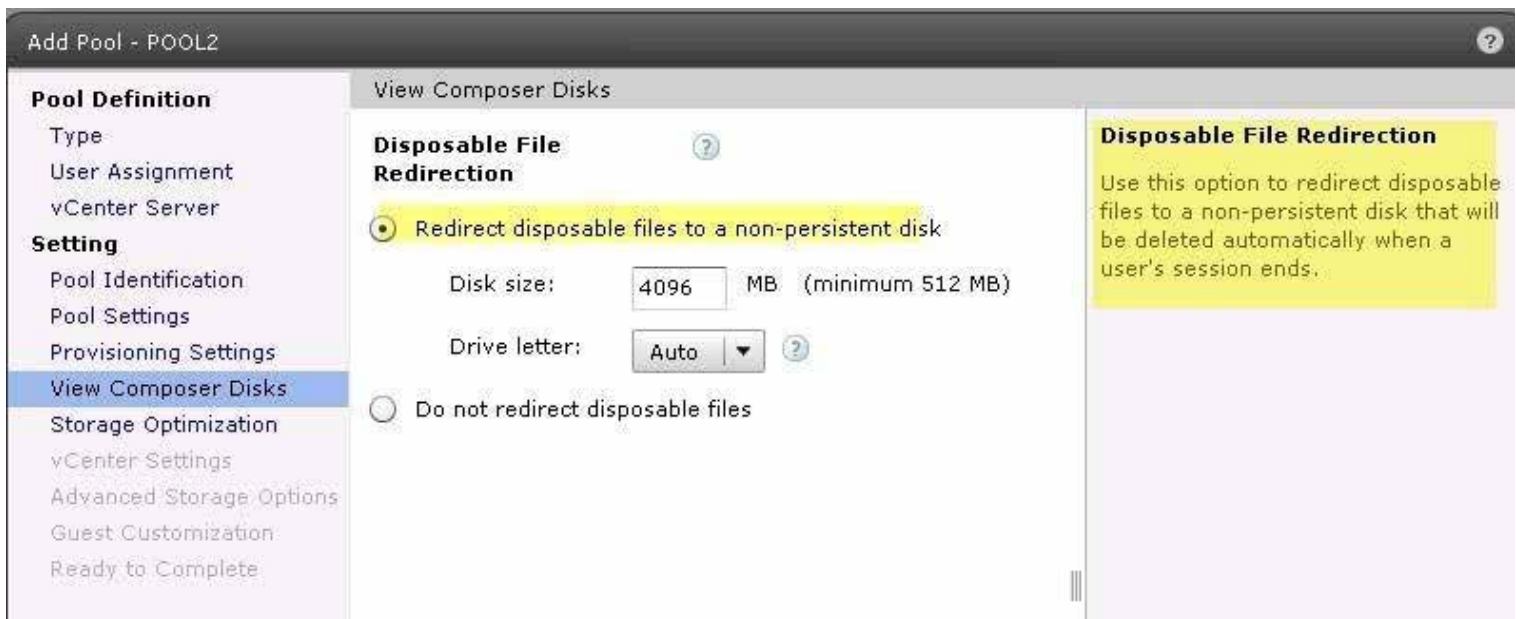 Add Pool - POOL2
?
Pool Definition
Type
User Assignment
vCenter Server
Setting
Pool Identification
Pool Settings
Provisioning Settings
View Composer Disks
Storage Optimization
vCenter Settings
Advanced Storage Options
Guest Customization
Ready to Complete
View Composer Disks
Disposable File
Redirection
?
Redirect disposable files to a non-persistent disk
Disk size: 4096 MB (minimum 512 MB)
Drive letter: Auto ?
Do not redirect disposable files
Disposable File Redirection
Use this option to redirect disposable
files to a non-persistent disk that will
be deleted automatically when a
user's session ends.